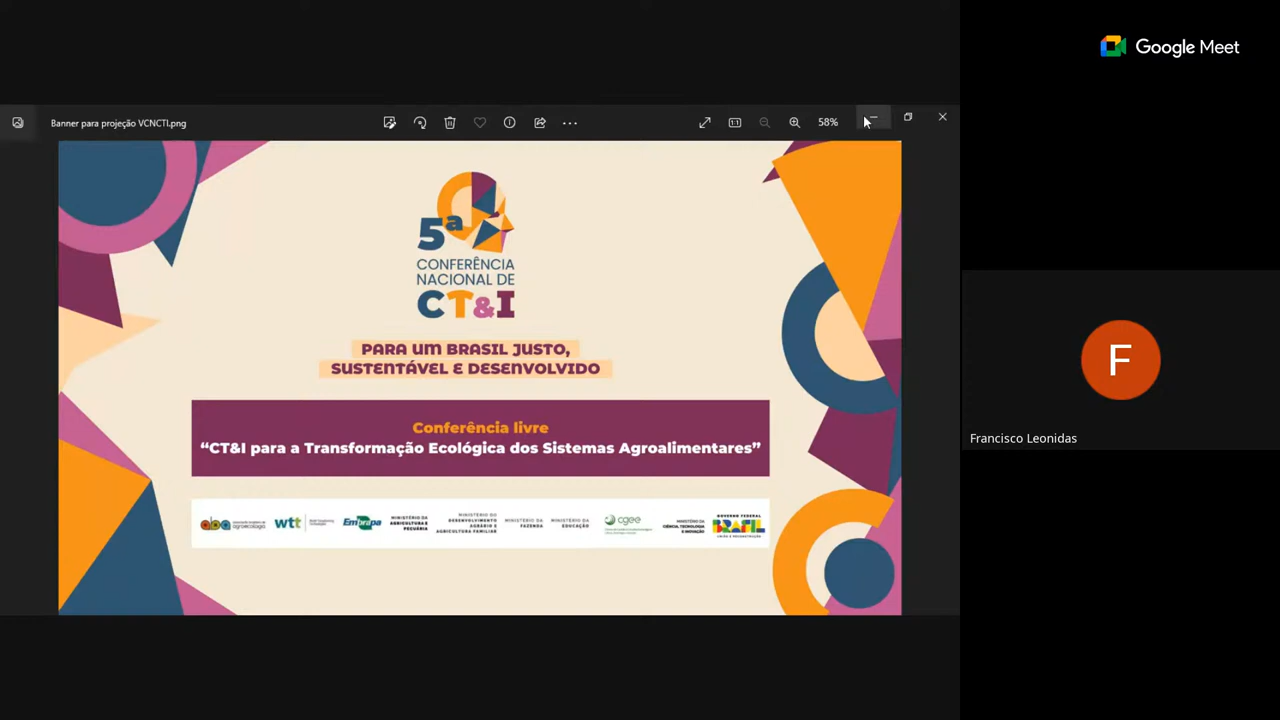 Google Meet
Banner para projeção VCNCTI.png
58%
5ª
CONFERÊNCIA
NACIONAL DE
CT&I
PARA UM BRASIL JUSTO,
SUSTENTÁVEL E DESENVOLVIDO
Conferência livre
“CT&I para a Transformação Ecológica dos Sistemas Agroalimentares”
aba
wtt
Embrapa
MINISTÉRIO DA
AGRICULTURA E
PECUÁRIA
MINISTÉRIO DO
DESENVOLVIMENTO
AGRÁRIO E
AGRICULTURA FAMILIAR
MINISTÉRIO DA
FAZENDA
MINISTÉRIO DA
EDUCAÇÃO
cgee
MINISTÉRIO DA
CIÊNCIA, TECNOLOGIA
E INOVAÇÃO
GOVERNO FEDERAL
BRASIL
UNIÃO E RECONSTRUÇÃO
F
Francisco Leonidas